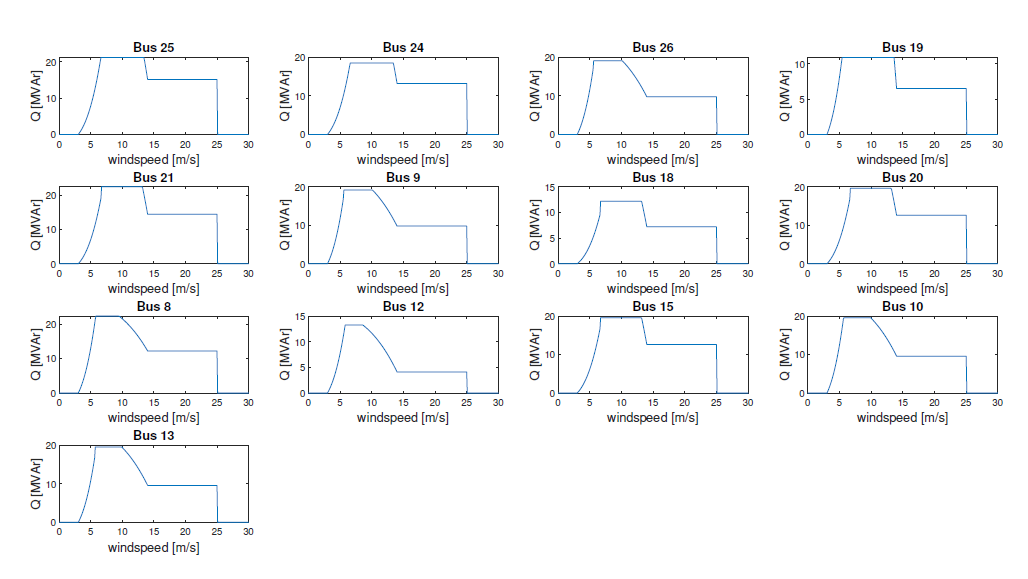 Bus 25 Bus 24 Bus 26 Bus 19
Q [MVAr] 20 10 0 Q [MVAr] 20 10 0 Q [MVAr] 20 10 0 Q [MVAr] 10 5 0
0 5 10 15 20 25 30 0 5 10 15 20 25 30 0 5 10 15 20 25 30 0 5 10 15 20 25 30
windspeed [m/s] windspeed [m/s] windspeed [m/s] windspeed [m/s]
Bus 21 Bus 9 Bus 18 Bus 20
Q [MVAr] 20 10 0 Q [MVAr] 20 10 0 Q [MVAr] 15 10 5 0 Q [MVAr] 20 10 0
0 5 10 15 20 25 30 0 5 10 15 20 25 30 0 5 10 15 20 25 30 0 5 10 15 20 25 30
windspeed [m/s] windspeed [m/s] windspeed [m/s] windspeed [m/s]
Bus 8 Bus 12 Bus 15 Bus 10
Q [MVAr] 20 10 0 Q [MVAr] 15 10 5 0 Q [MVAr] 20 10 0 Q [MVAr] 20 10 0
0 5 10 15 20 25 30 0 5 10 15 20 25 30 0 5 10 15 20 25 30 0 5 10 15 20 25 30
windspeed [m/s] windspeed [m/s] windspeed [m/s] windspeed [m/s]
Bus 13
Q [MVAr] 20 10 0
0 5 10 15 20 25 30
windspeed [m/s]